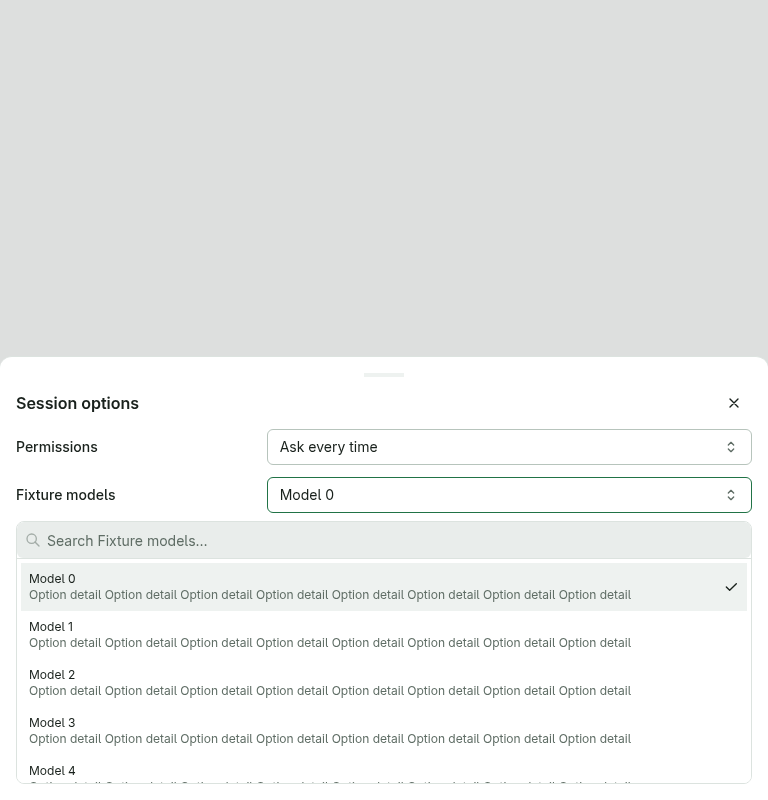 Session options
Permissions
Ask every time
Fixture models
Model 0
Search Fixture models...
Model 0
Option detail Option detail Option detail Option detail Option detail Option detail Option detail Option detail
Model 1
Option detail Option detail Option detail Option detail Option detail Option detail Option detail Option detail
Model 2
Option detail Option detail Option detail Option detail Option detail Option detail Option detail Option detail
Model 3
Option detail Option detail Option detail Option detail Option detail Option detail Option detail Option detail
Model 4